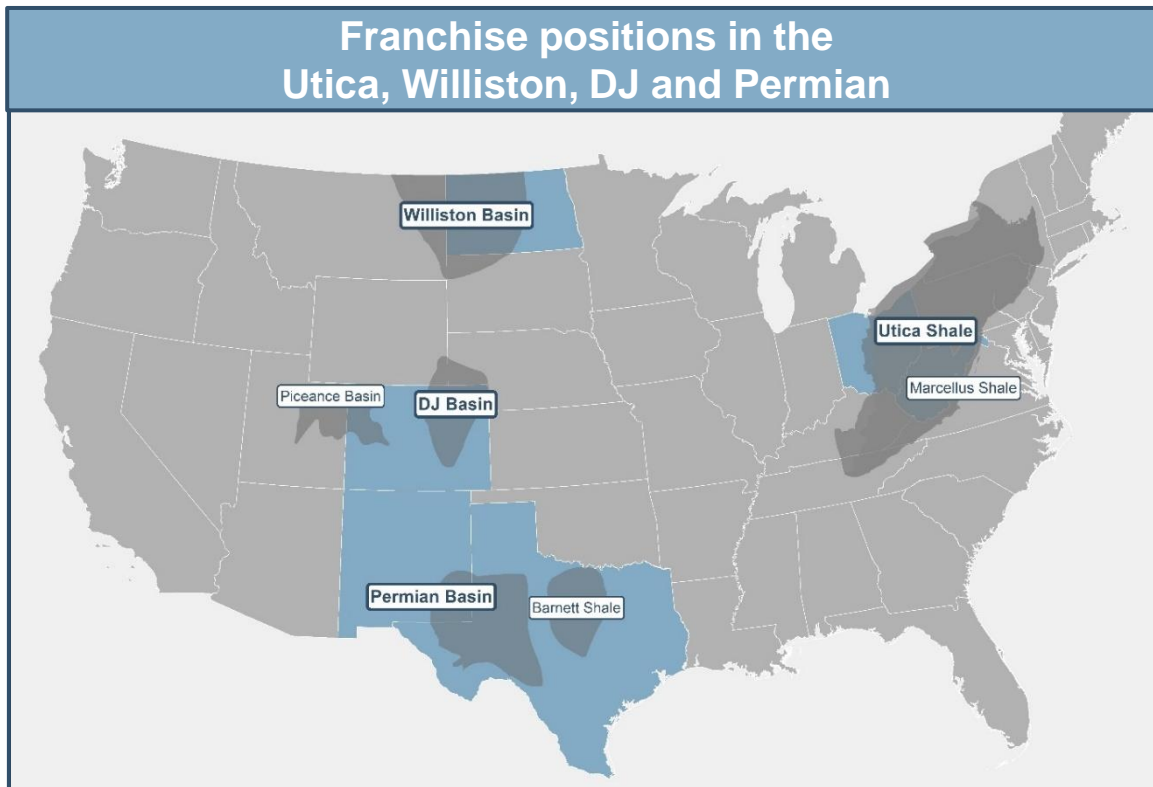 Franchise positions in the
Utica, Williston, DJ and Permian
Williston Basin
Utica Shale
Marcellus Shale
Piceance Basin
DJ Basin
Permian Basin
Barnett Shale